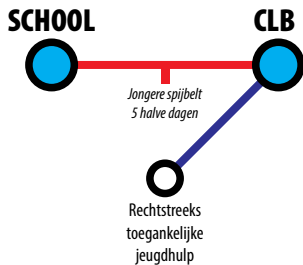 SCHOOL
CLB
Jongere spijbelt
5 halve dagen
Rechtstreeks
toegankelijke
jeugdhulp